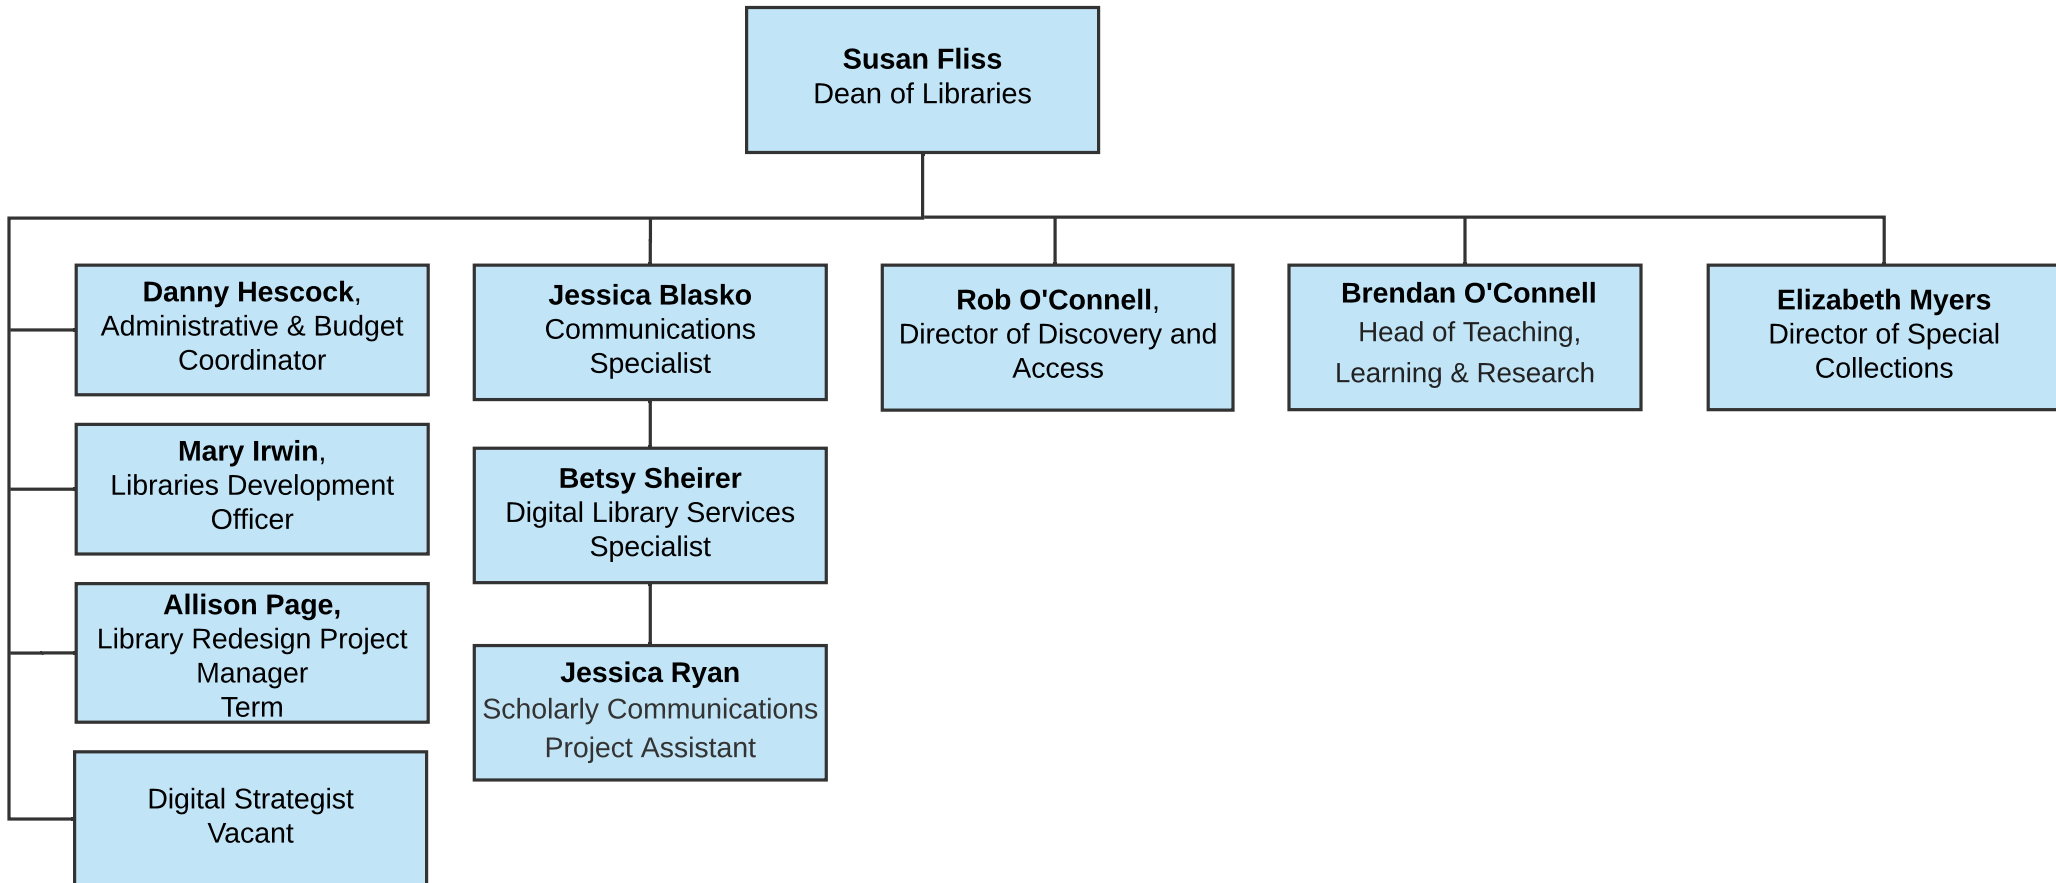 Susan Fliss
Dean of Libraries
Danny Hescock,
Administrative & Budget
Coordinator
Jessica Blasko
Communications
Specialist
Rob O'Connell,
Director of Discovery and
Access
Brendan O'Connell
Head of Teaching,
Learning & Research
Elizabeth Myers
Director of Special
Collections
Mary Irwin,
Libraries Development
Officer
Betsy Sheirer
Digital Library Services
Specialist
Allison Page,
Library Redesign Project
Manager
Term
Jessica Ryan
Scholarly Communications
Project Assistant
Digital Strategist
Vacant